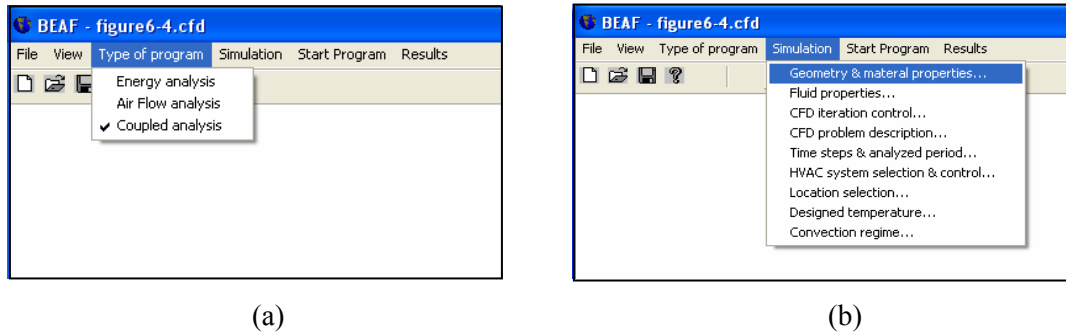 BEAF - figure6-4.cfd
File View Type of program Simulation Start Program Results
Energy analysis
Air Flow analysis
Coupled analysis
(a)
BEAF - figure6-4.cfd
File View Type of program Simulation Start Program Results
Geometry & materal properties...
Fluid properties...
CFD iteration control...
CFD problem description...
Time steps & analyzed period...
HVAC system selection & control...
Location selection...
Designed temperature...
Convection regime...
(b)